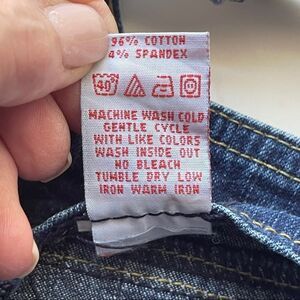 96% COTTON
4% SPANDEX
40°
MACHINE WASH COLD
GENTLE CYCLE
WITH LIKE COLORS
WASH INSIDE OUT
NO BLEACH
TUMBLE DRY LOW
IRON WARM IRON